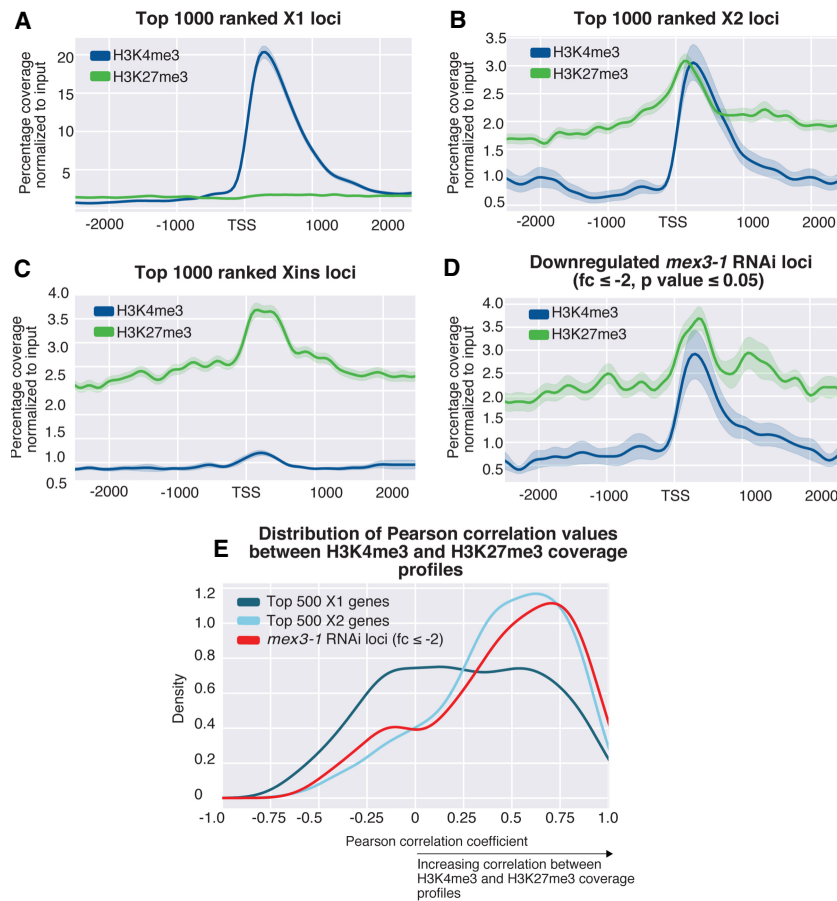 A
Top 1000 ranked X1 loci
Percentage coverage
normalized to input
20
15
10
5
H3K4me3
H3K27me3
-2000
-1000
TSS
1000
2000
B
Top 1000 ranked X2 loci
Percentage coverage
normalized to input
3.5
3.0
2.5
2.0
1.5
1.0
0.5
H3K4me3
H3K27me3
-2000
-1000
TSS
1000
2000
C
Top 1000 ranked Xins loci
Percentage coverage
normalized to input
4.0
3.5
3.0
2.5
2.0
1.5
1.0
0.5
H3K4me3
H3K27me3
-2000
-1000
TSS
1000
2000
D
Downregulated mex3-1 RNAi loci
(fc ≤ -2, p value ≤ 0.05)
Percentage coverage
normalized to input
4.0
3.5
3.0
2.5
2.0
1.0
0.5
H3K4me3
H3K27me3
-2000
-1000
TSS
1000
2000
E
Distribution of Pearson correlation values
between H3K4me3 and H3K27me3 coverage
profiles
Density
1.2
1.0
0.8
0.6
0.4
0.2
0
Top 500 X1 genes
Top 500 X2 genes
mex3-1 RNAi loci (fc ≤ -2)
-1.0
-0.75
-0.5
-0.25
0
0.25
0.5
0.75
1.0
Pearson correlation coefficient
Increasing correlation between
H3K4me3 and H3K27me3 coverage
profiles